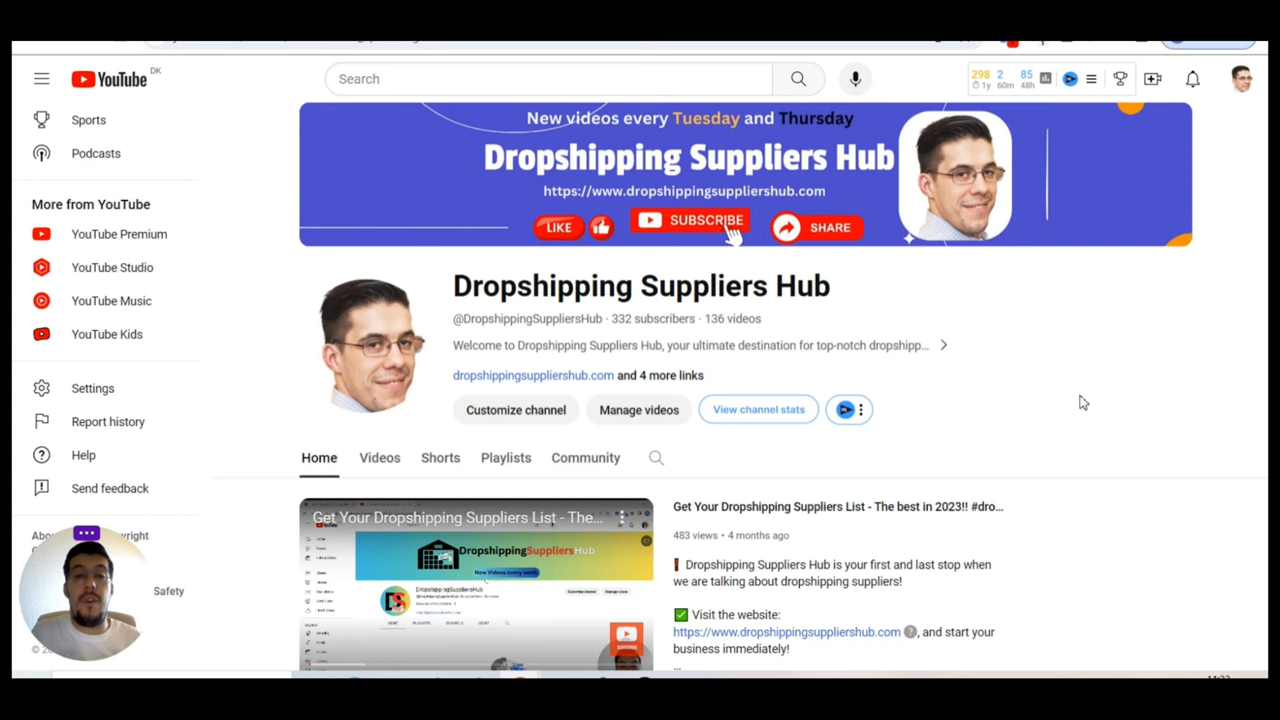 YouTube DK
Search
298 2 85
1y 60m 48h
Sports
Podcasts
More from YouTube
YouTube Premium
YouTube Studio
YouTube Music
YouTube Kids
Settings
Report history
Help
Send feedback
Safety
New videos every Tuesday and Thursday
Dropshipping Suppliers Hub
https://www.dropshippingsuppliershub.com
LIKE SUBSCRIBE SHARE
Dropshipping Suppliers Hub
@DropshippingSuppliersHub · 332 subscribers · 136 videos
Welcome to Dropshipping Suppliers Hub, your ultimate destination for top-notch dropshipp...
dropshippingsuppliershub.com and 4 more links
Customize channel Manage videos View channel stats
Home Videos Shorts Playlists Community
Get Your Dropshipping Suppliers List - The...
DropshippingSuppliersHub
New Videos every week
Get Your Dropshipping Suppliers List - The best in 2023!! #dro...
483 views • 4 months ago
Dropshipping Suppliers Hub is your first and last stop when
we are talking about dropshipping suppliers!
Visit the website:
https://www.dropshippingsuppliershub.com , and start your
business immediately!
...